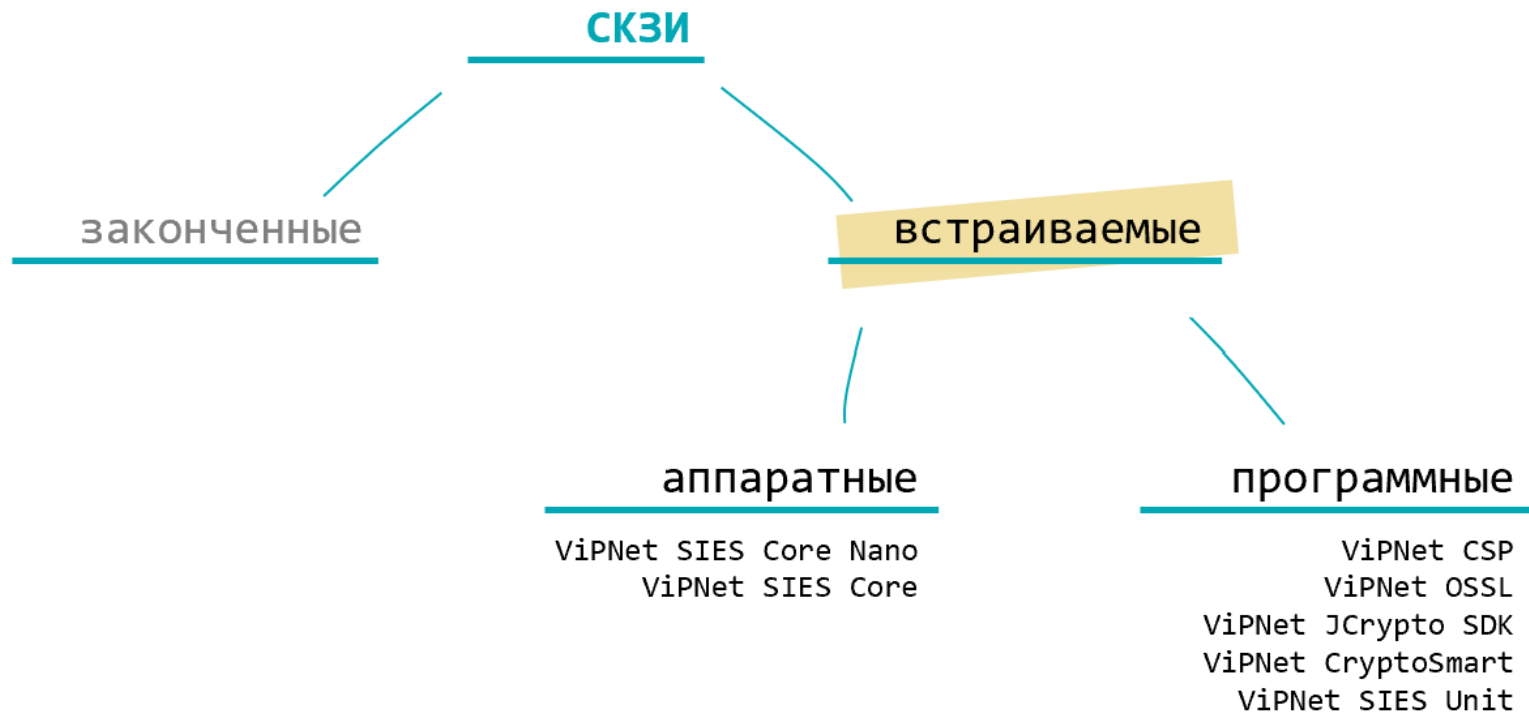 СКЗИ
законченные
встраиваемые
аппаратные
ViPNet SIES Core Nano
ViPNet SIES Core
программные
ViPNet CSP
ViPNet OSSL
ViPNet JCrypto SDK
ViPNet CryptoSmart
ViPNet SIES Unit